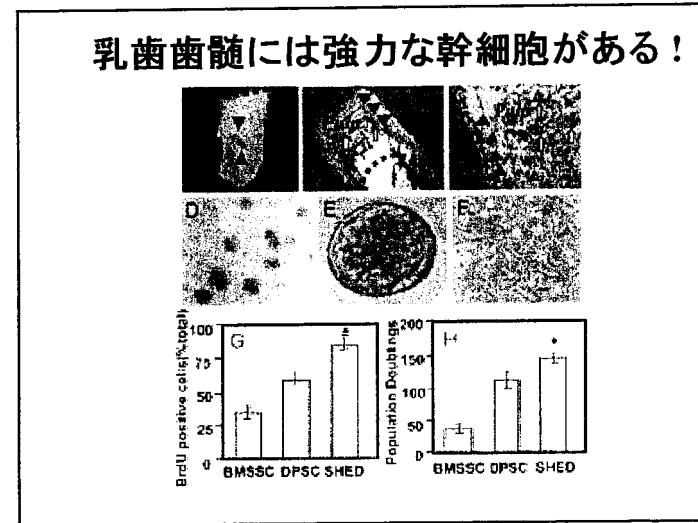 乳歯歯髄には強力な幹細胞がある!
D
E
F
G
BrdU positive cells(% total)
100
75
50
25
0
BMSSC DPSC SHED
H
Population Doublings
200
150
100
50
0
BMSSC DPSC SHED